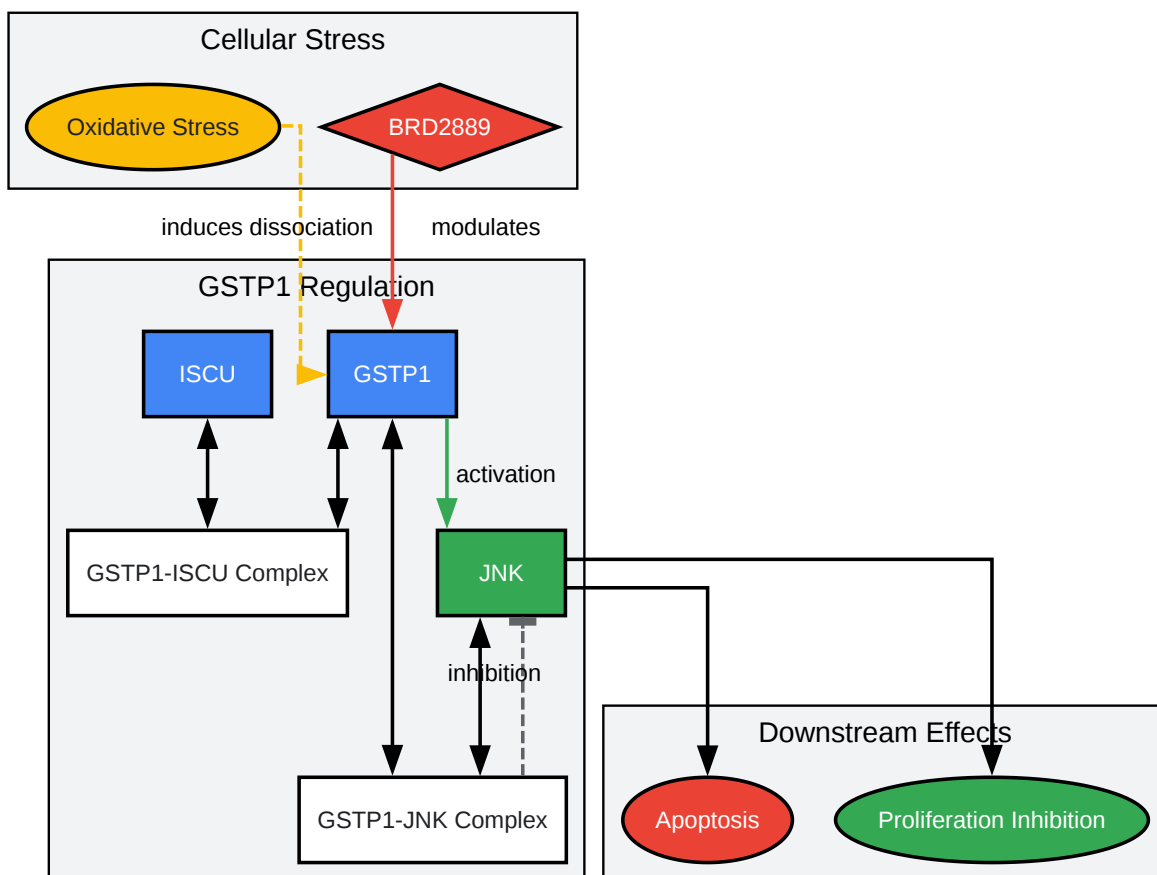 Cellular Stress
Oxidative Stress
BRD2889
induces dissociation
modulates
GSTP1 Regulation
ISCU
GSTP1
activation
GSTP1-ISCU Complex
JNK
inhibition
Downstream Effects
GSTP1-JNK Complex
Apoptosis
Proliferation Inhibition